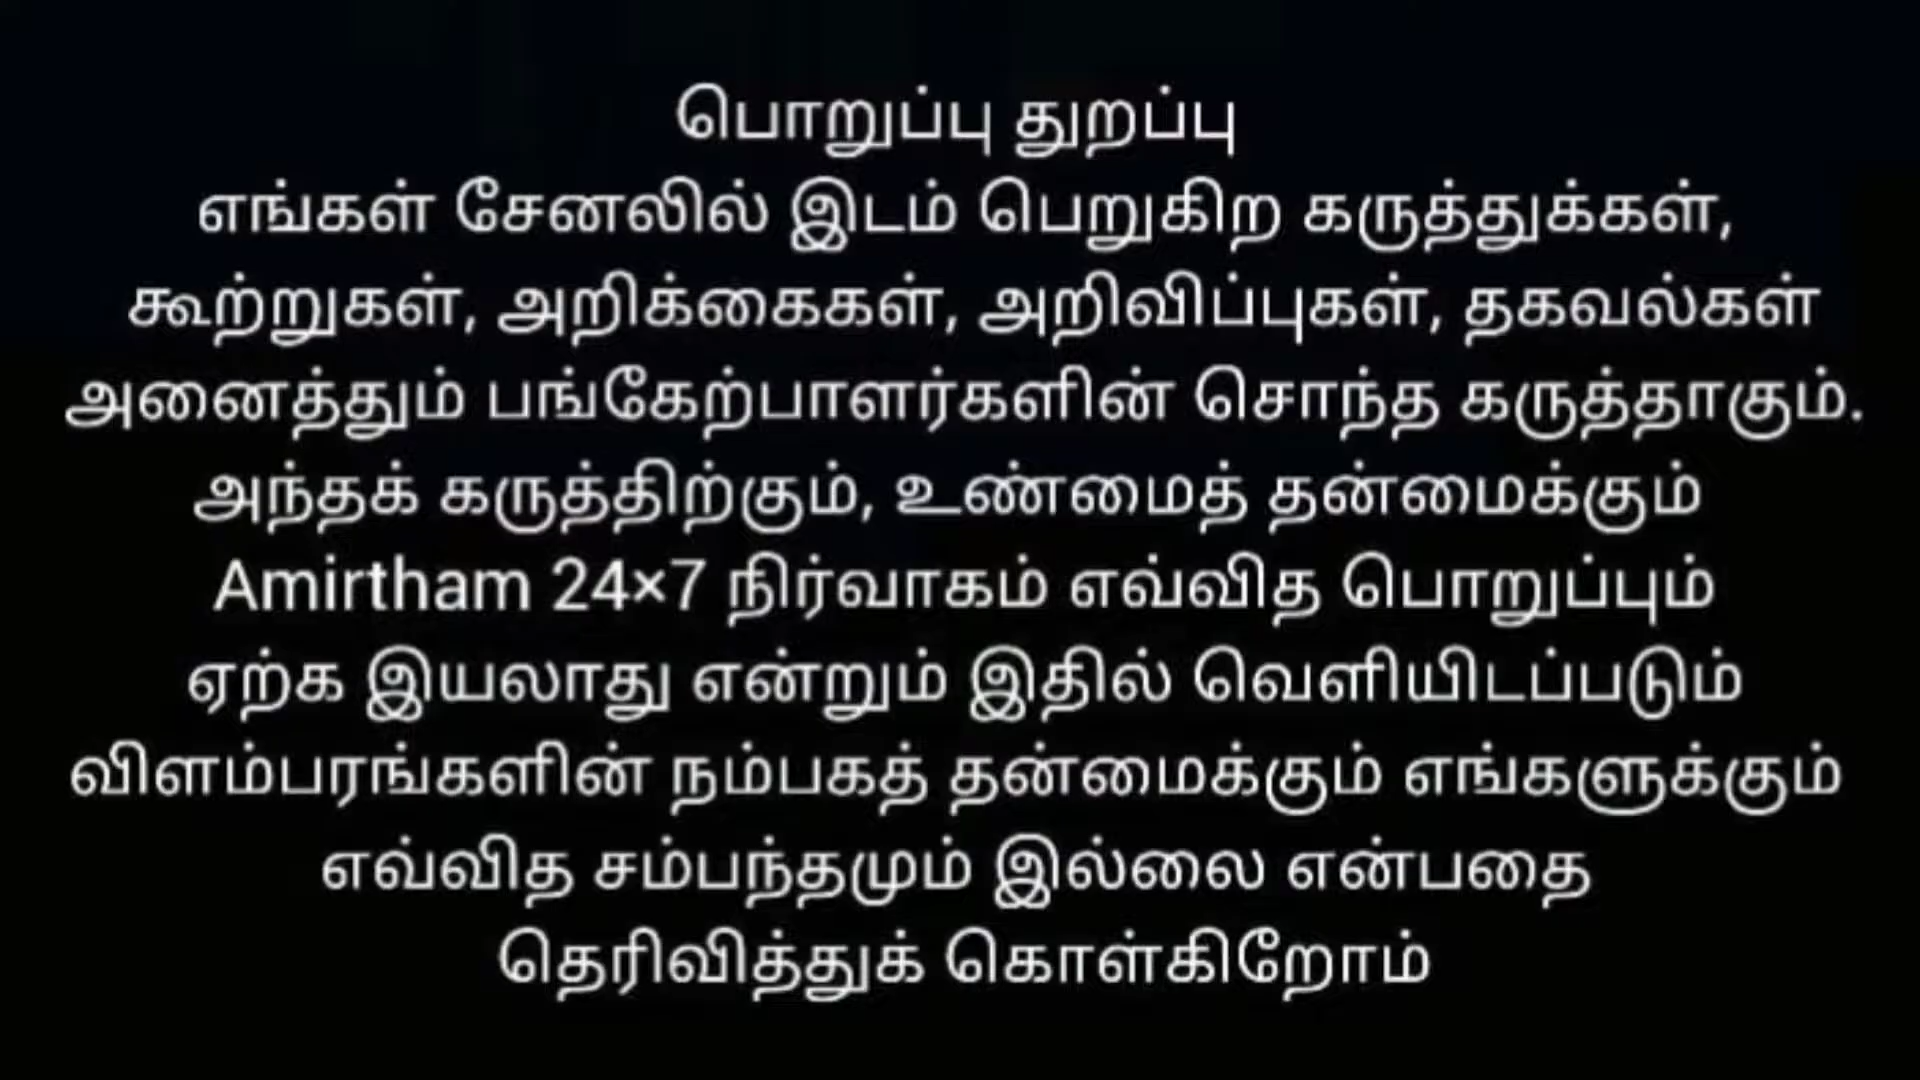 பொறுப்பு துறப்பு
எங்கள் சேனலில் இடம் பெறுகிற கருத்துக்கள்,
கூற்றுகள், அறிக்கைகள், அறிவிப்புகள், தகவல்கள்
அனைத்தும் பங்கேற்பாளர்களின் சொந்த கருத்தாகும்.
அந்தக் கருத்திற்கும், உண்மைத் தன்மைக்கும்
Amirtham 24×7 நிர்வாகம் எவ்வித பொறுப்பும்
ஏற்க இயலாது என்றும் இதில் வெளியிடப்படும்
விளம்பரங்களின் நம்பகத் தன்மைக்கும் எங்களுக்கும்
எவ்வித சம்பந்தமும் இல்லை என்பதை
தெரிவித்துக் கொள்கிறோம்